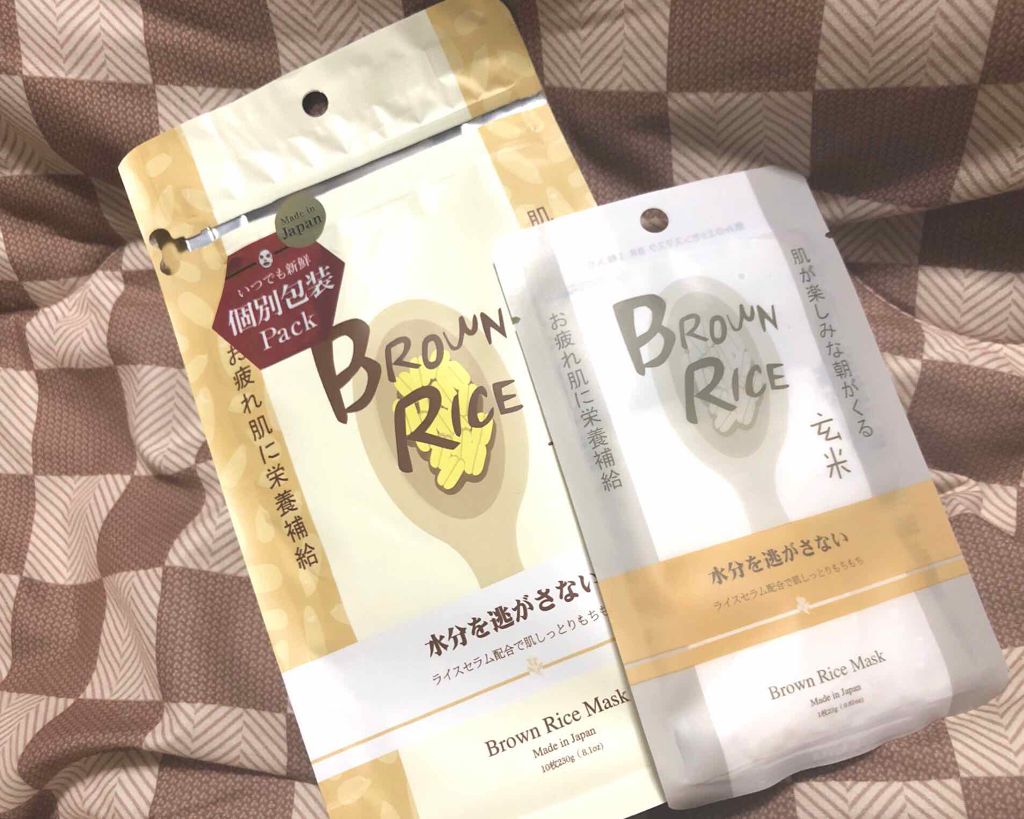 Made in
Japan
いつでも新鮮
個別包装
Pack
肌
お疲れ肌に栄養補給
BROWN
RICE
水分を逃がさない
ライスセラム配合で肌しっとりもちも
Brown Rice Mask
Made in Japan
10枚230g (8.1oz)
肌が楽しみな朝がくる
玄米
お疲れ肌に栄養補給
BROWN
RICE
水分を逃がさない
ライスセラム配合で肌しっとりもちもち
Brown Rice Mask
Made in Japan